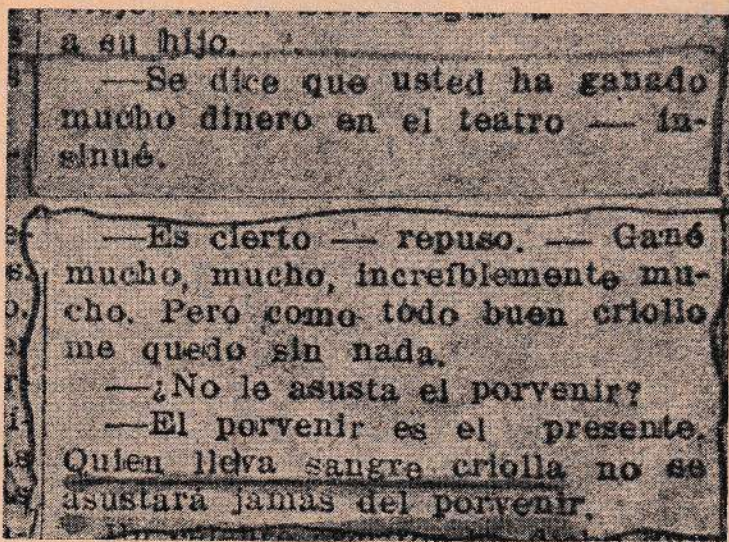 a su hijo.
—Se dice que usted ha ganado
mucho dinero en el teatro — in-
sinué.
—Es cierto — repuso. — Gané
mucho, mucho, increíblemente mu-
cho. Pero como todo buen criollo
me quedo sin nada.
—¿No le asusta el porvenir?
—El porvenir es el presente.
Quien lleva sangre criolla no se
asustará jamás del porvenir.